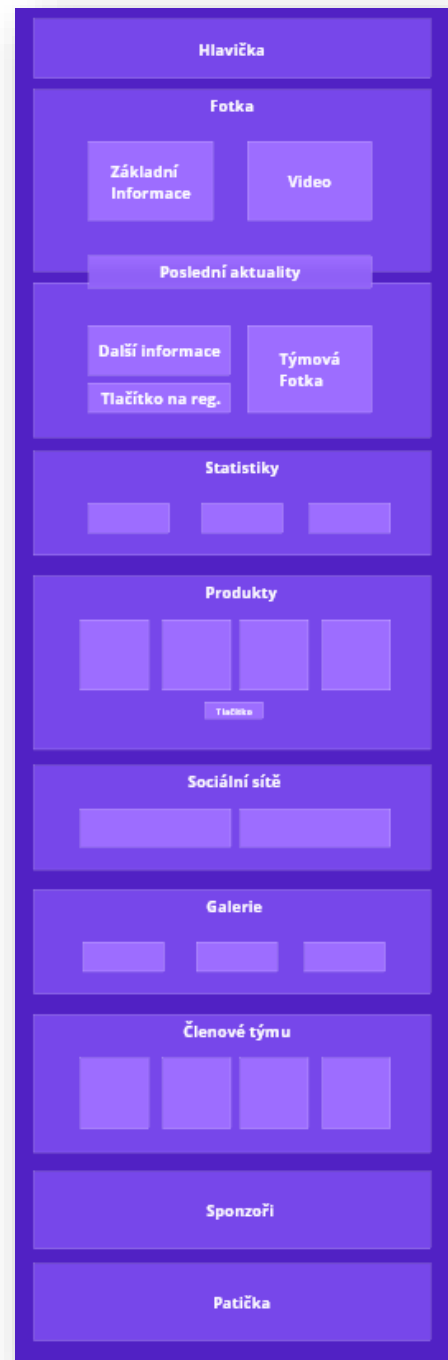 Hlavička
Fotka
Základní
Informace
Video
Poslední aktuality
Další informace
Tlačítko na reg.
Týmová
Fotka
Statistiky
Produkty
Tlačítko
Sociální sítě
Galerie
Členové týmu
Sponzoři
Patička